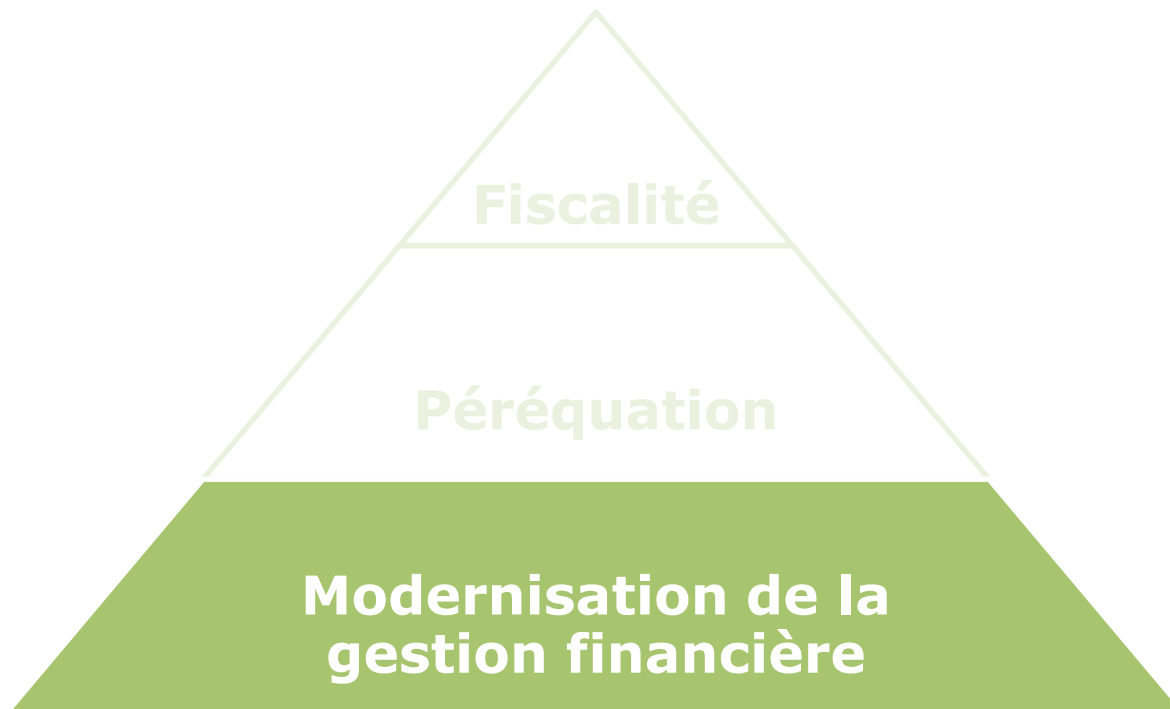 Fiscalité
Péréquation
Modernisation de la
gestion financière